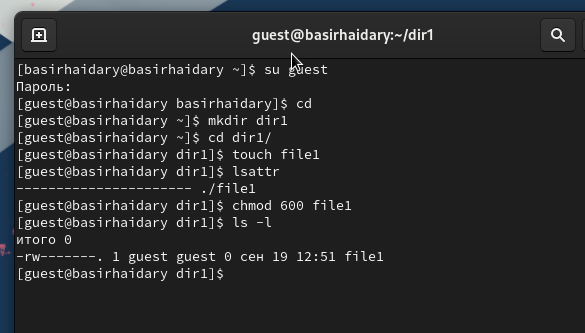 guest@basirhaidary:~/dir1
[basirhaidary@basirhaidary ~]$ su guest
Пароль:
[guest@basirhaidary basirhaidary]$ cd
[guest@basirhaidary ~]$ mkdir dir1
[guest@basirhaidary ~]$ cd dir1/
[guest@basirhaidary dir1]$ touch file1
[guest@basirhaidary dir1]$ lsattr
---------------------- ./file1
[guest@basirhaidary dir1]$ chmod 600 file1
[guest@basirhaidary dir1]$ ls -l
итого 0
-rw-------. 1 guest guest 0 сен 19 12:51 file1
[guest@basirhaidary dir1]$